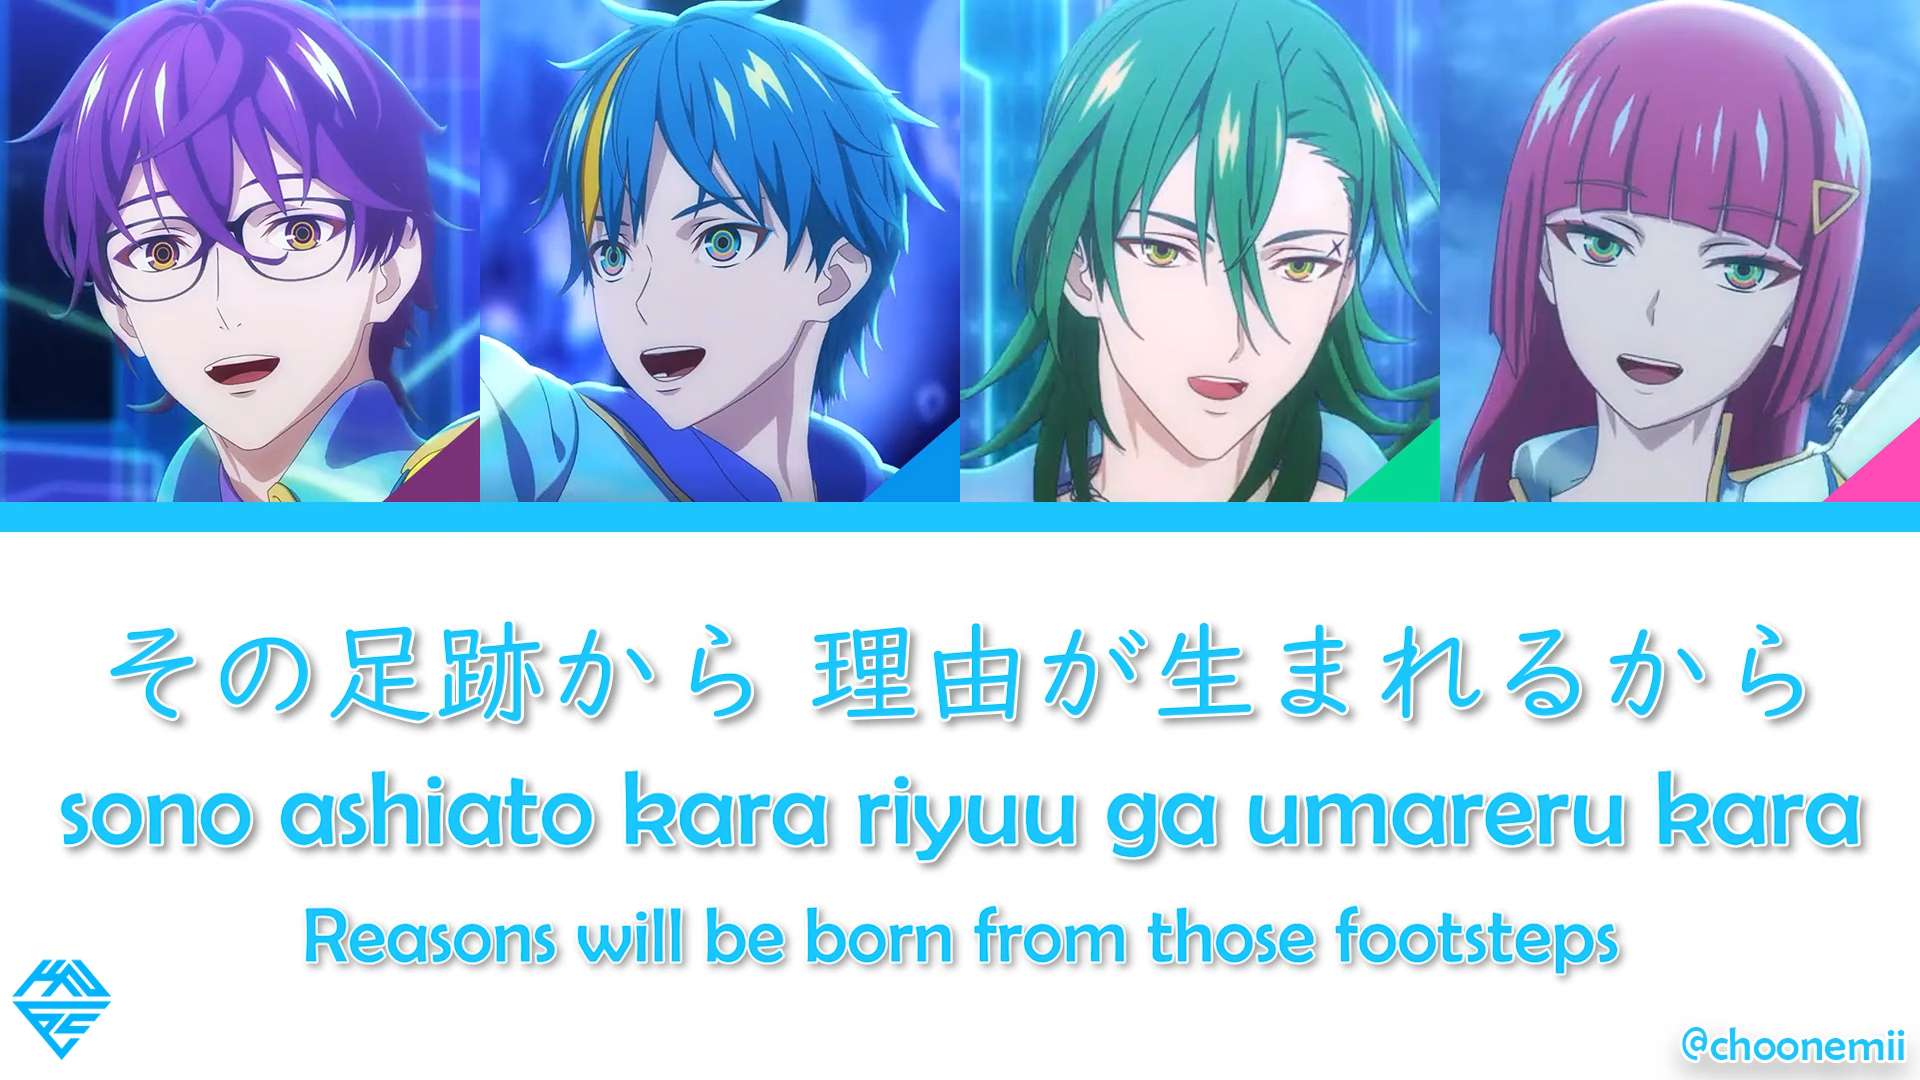 その足跡から 理由が生まれるから
sono ashiato kara riyuu ga umareru kara
Reasons will be born from those footsteps
@choonemii